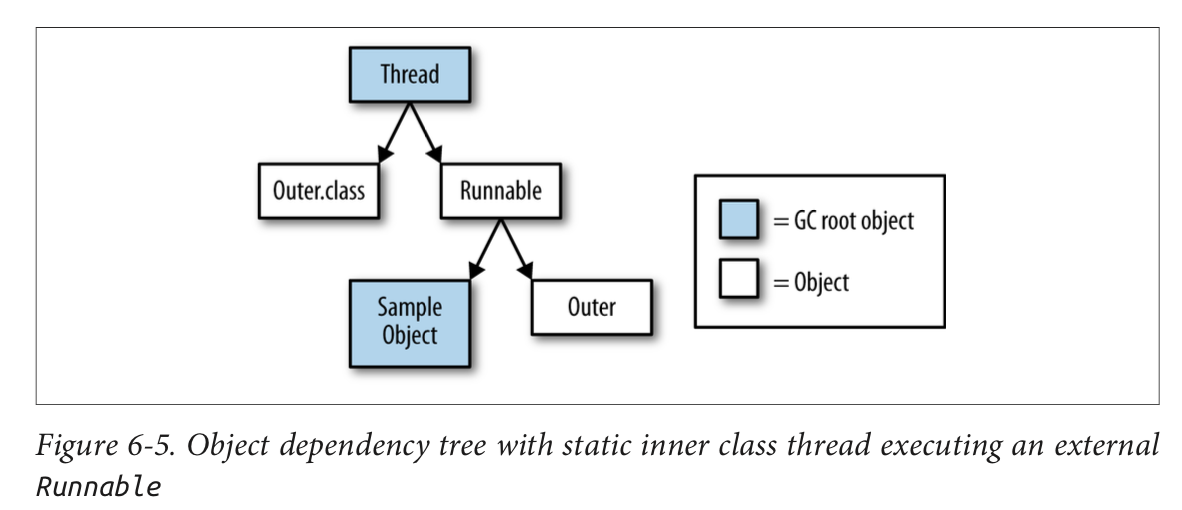 Thread
Outer.class
Runnable
Sample
Object
Outer
= GC root object
= Object
Figure 6-5. Object dependency tree with static inner class thread executing an external
Runnable